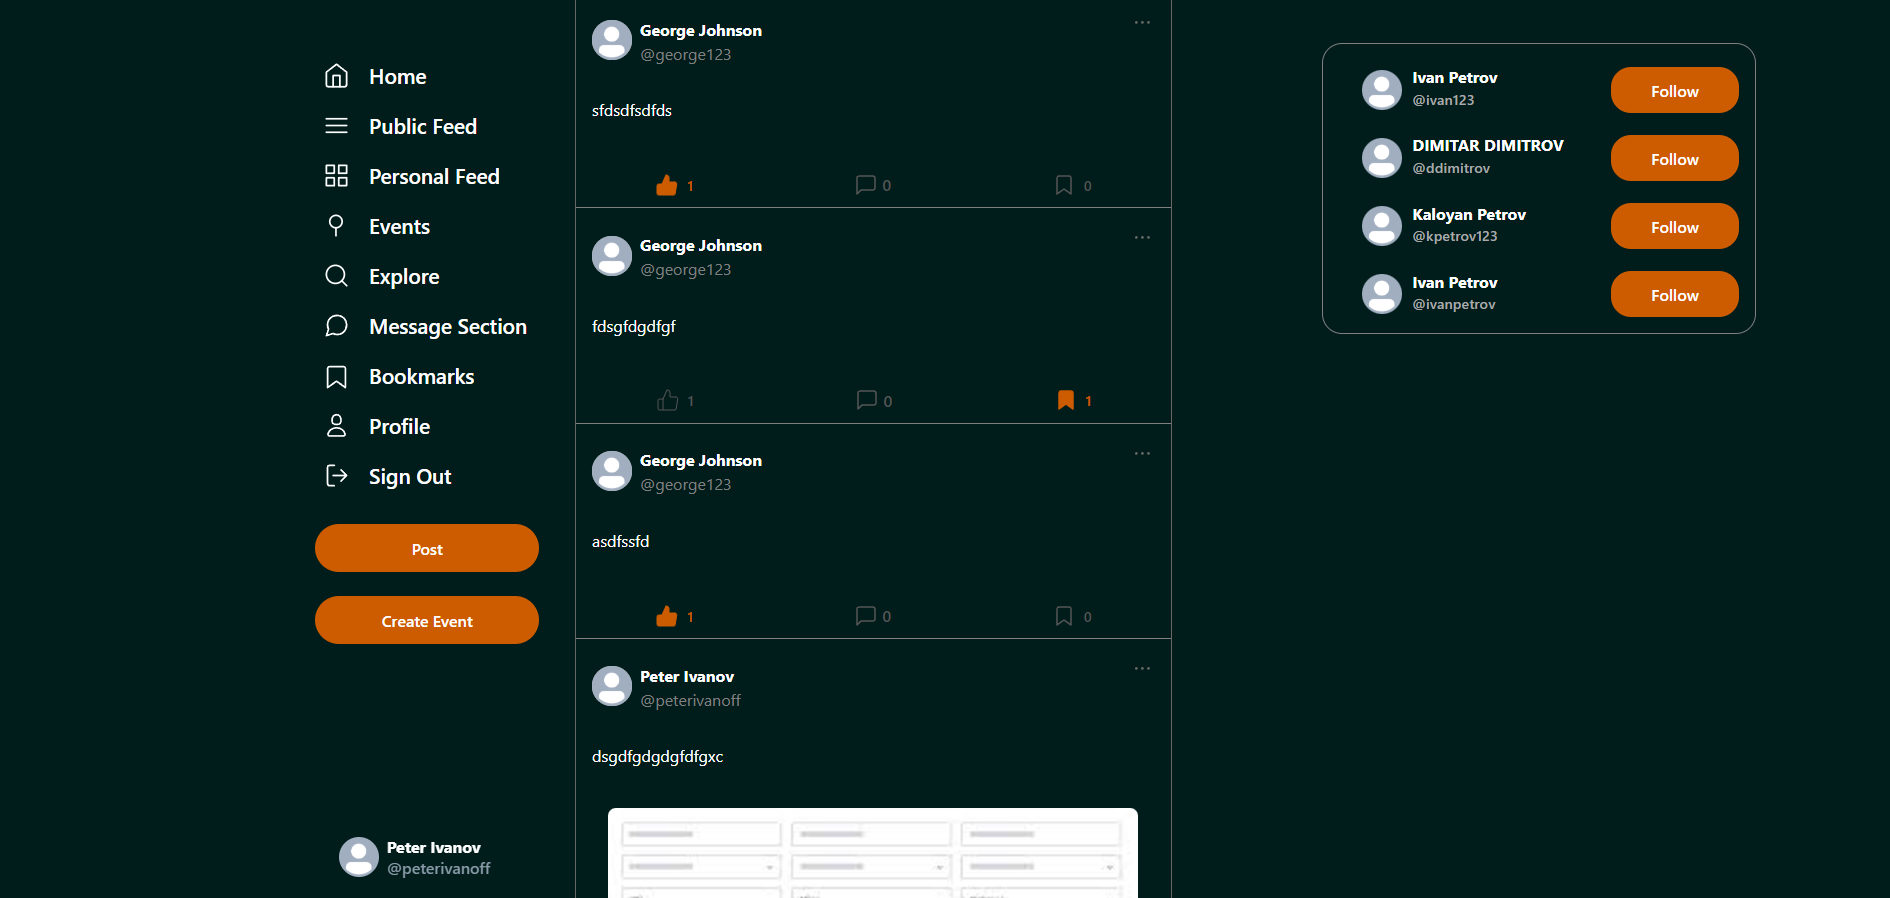 Home
Public Feed
Personal Feed
Events
Explore
Message Section
Bookmarks
Profile
Sign Out
Post
Create Event
Peter Ivanov
@peterivanoff
George Johnson
@george123
sfdsdfsdfds
1 0 0
George Johnson
@george123
fdsgfdgdfgf
1 0 1
George Johnson
@george123
asdfssfd
1 0 0
Peter Ivanov
@peterivanoff
dsgdfgdgdgfdfgxc
Ivan Petrov
@ivan123
Follow
DIMITAR DIMITROV
@ddimitrov
Follow
Kaloyan Petrov
@kpetrov123
Follow
Ivan Petrov
@ivanpetrov
Follow